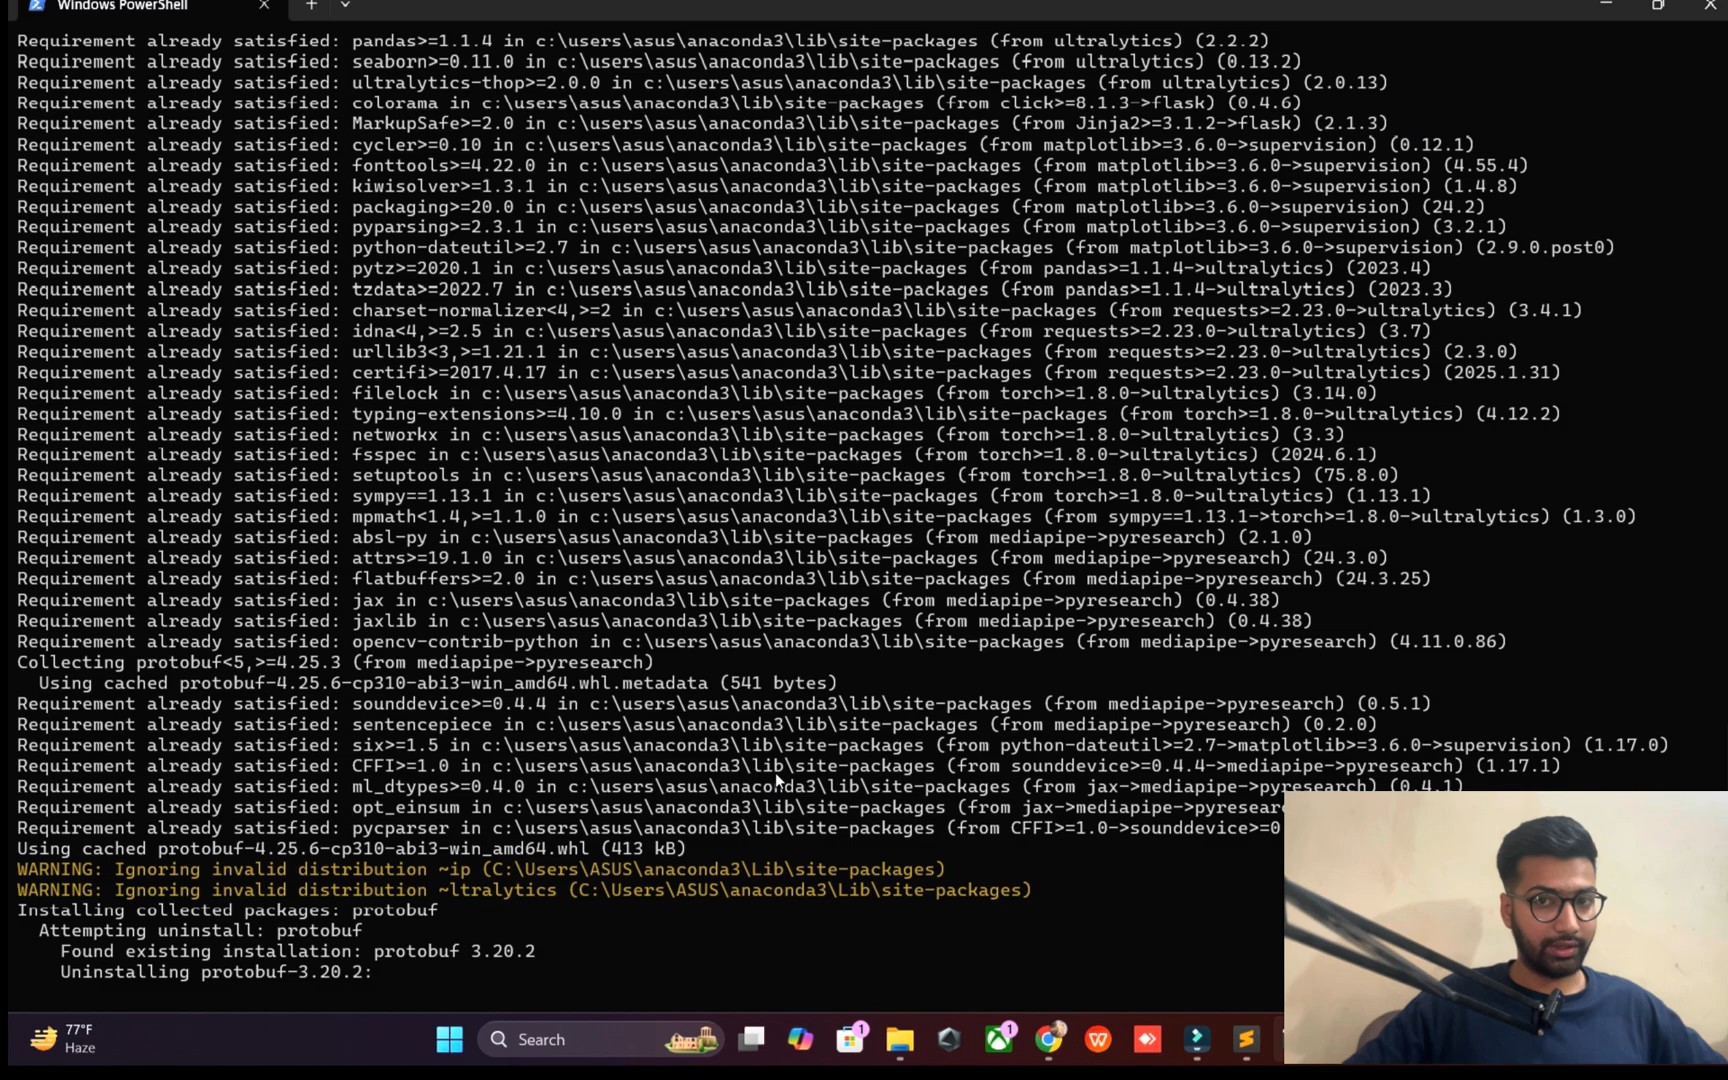 Windows PowerShell
Requirement already satisfied: pandas>=1.1.4 in c:\users\asus\anaconda3\lib\site-packages (from ultralytics) (2.2.2)
Requirement already satisfied: seaborn>=0.11.0 in c:\users\asus\anaconda3\lib\site-packages (from ultralytics) (0.13.2)
Requirement already satisfied: ultralytics-thop>=2.0.0 in c:\users\asus\anaconda3\lib\site-packages (from ultralytics) (2.0.13)
Requirement already satisfied: colorama in c:\users\asus\anaconda3\lib\site-packages (from click>=8.1.3->flask) (0.4.6)
Requirement already satisfied: MarkupSafe>=2.0 in c:\users\asus\anaconda3\lib\site-packages (from Jinja2>=3.1.2->flask) (2.1.3)
Requirement already satisfied: cycler>=0.10 in c:\users\asus\anaconda3\lib\site-packages (from matplotlib>=3.6.0->supervision) (0.12.1)
Requirement already satisfied: fonttools>=4.22.0 in c:\users\asus\anaconda3\lib\site-packages (from matplotlib>=3.6.0->supervision) (4.55.4)
Requirement already satisfied: kiwisolver>=1.3.1 in c:\users\asus\anaconda3\lib\site-packages (from matplotlib>=3.6.0->supervision) (1.4.8)
Requirement already satisfied: packaging>=20.0 in c:\users\asus\anaconda3\lib\site-packages (from matplotlib>=3.6.0->supervision) (24.2)
Requirement already satisfied: pyparsing>=2.3.1 in c:\users\asus\anaconda3\lib\site-packages (from matplotlib>=3.6.0->supervision) (3.2.1)
Requirement already satisfied: python-dateutil>=2.7 in c:\users\asus\anaconda3\lib\site-packages (from matplotlib>=3.6.0->supervision) (2.9.0.post0)
Requirement already satisfied: pytz>=2020.1 in c:\users\asus\anaconda3\lib\site-packages (from pandas>=1.1.4->ultralytics) (2023.4)
Requirement already satisfied: tzdata>=2022.7 in c:\users\asus\anaconda3\lib\site-packages (from pandas>=1.1.4->ultralytics) (2023.3)
Requirement already satisfied: charset-normalizer<4,>=2 in c:\users\asus\anaconda3\lib\site-packages (from requests>=2.23.0->ultralytics) (3.4.1)
Requirement already satisfied: idna<4,>=2.5 in c:\users\asus\anaconda3\lib\site-packages (from requests>=2.23.0->ultralytics) (3.7)
Requirement already satisfied: urllib3<3,>=1.21.1 in c:\users\asus\anaconda3\lib\site-packages (from requests>=2.23.0->ultralytics) (2.3.0)
Requirement already satisfied: certifi>=2017.4.17 in c:\users\asus\anaconda3\lib\site-packages (from requests>=2.23.0->ultralytics) (2025.1.31)
Requirement already satisfied: filelock in c:\users\asus\anaconda3\lib\site-packages (from torch>=1.8.0->ultralytics) (3.14.0)
Requirement already satisfied: typing-extensions>=4.10.0 in c:\users\asus\anaconda3\lib\site-packages (from torch>=1.8.0->ultralytics) (4.12.2)
Requirement already satisfied: networkx in c:\users\asus\anaconda3\lib\site-packages (from torch>=1.8.0->ultralytics) (3.3)
Requirement already satisfied: fsspec in c:\users\asus\anaconda3\lib\site-packages (from torch>=1.8.0->ultralytics) (2024.6.1)
Requirement already satisfied: setuptools in c:\users\asus\anaconda3\lib\site-packages (from torch>=1.8.0->ultralytics) (75.8.0)
Requirement already satisfied: sympy==1.13.1 in c:\users\asus\anaconda3\lib\site-packages (from torch>=1.8.0->ultralytics) (1.13.1)
Requirement already satisfied: mpmath<1.4,>=1.1.0 in c:\users\asus\anaconda3\lib\site-packages (from sympy==1.13.1->torch>=1.8.0->ultralytics) (1.3.0)
Requirement already satisfied: absl-py in c:\users\asus\anaconda3\lib\site-packages (from mediapipe->pyresearch) (2.1.0)
Requirement already satisfied: attrs>=19.1.0 in c:\users\asus\anaconda3\lib\site-packages (from mediapipe->pyresearch) (24.3.0)
Requirement already satisfied: flatbuffers>=2.0 in c:\users\asus\anaconda3\lib\site-packages (from mediapipe->pyresearch) (24.3.25)
Requirement already satisfied: jax in c:\users\asus\anaconda3\lib\site-packages (from mediapipe->pyresearch) (0.4.38)
Requirement already satisfied: jaxlib in c:\users\asus\anaconda3\lib\site-packages (from mediapipe->pyresearch) (0.4.38)
Requirement already satisfied: opencv-contrib-python in c:\users\asus\anaconda3\lib\site-packages (from mediapipe->pyresearch) (4.11.0.86)
Collecting protobuf<5,>=4.25.3 (from mediapipe->pyresearch)
Using cached protobuf-4.25.6-cp310-abi3-win_amd64.whl.metadata (541 bytes)
Requirement already satisfied: sounddevice>=0.4.4 in c:\users\asus\anaconda3\lib\site-packages (from mediapipe->pyresearch) (0.5.1)
Requirement already satisfied: sentencepiece in c:\users\asus\anaconda3\lib\site-packages (from mediapipe->pyresearch) (0.2.0)
Requirement already satisfied: six>=1.5 in c:\users\asus\anaconda3\lib\site-packages (from python-dateutil>=2.7->matplotlib>=3.6.0->supervision) (1.17.0)
Requirement already satisfied: CFFI>=1.0 in c:\users\asus\anaconda3\lib\site-packages (from sounddevice>=0.4.4->mediapipe->pyresearch) (1.17.1)
Requirement already satisfied: ml_dtypes>=0.4.0 in c:\users\asus\anaconda3\lib\site-packages (from jax->mediapipe->pyresearch) (0.4.1)
Requirement already satisfied: opt_einsum in c:\users\asus\anaconda3\lib\site-packages (from jax->mediapipe->pyresear
Requirement already satisfied: pycparser in c:\users\asus\anaconda3\lib\site-packages (from CFFI>=1.0->sounddevice>=0
Using cached protobuf-4.25.6-cp310-abi3-win_amd64.whl (413 kB)
WARNING: Ignoring invalid distribution ~ip (C:\Users\ASUS\anaconda3\Lib\site-packages)
WARNING: Ignoring invalid distribution ~ltralytics (C:\Users\ASUS\anaconda3\Lib\site-packages)
Installing collected packages: protobuf
Attempting uninstall: protobuf
Found existing installation: protobuf 3.20.2
Uninstalling protobuf-3.20.2:
77°F
Haze
Search
1
1
W